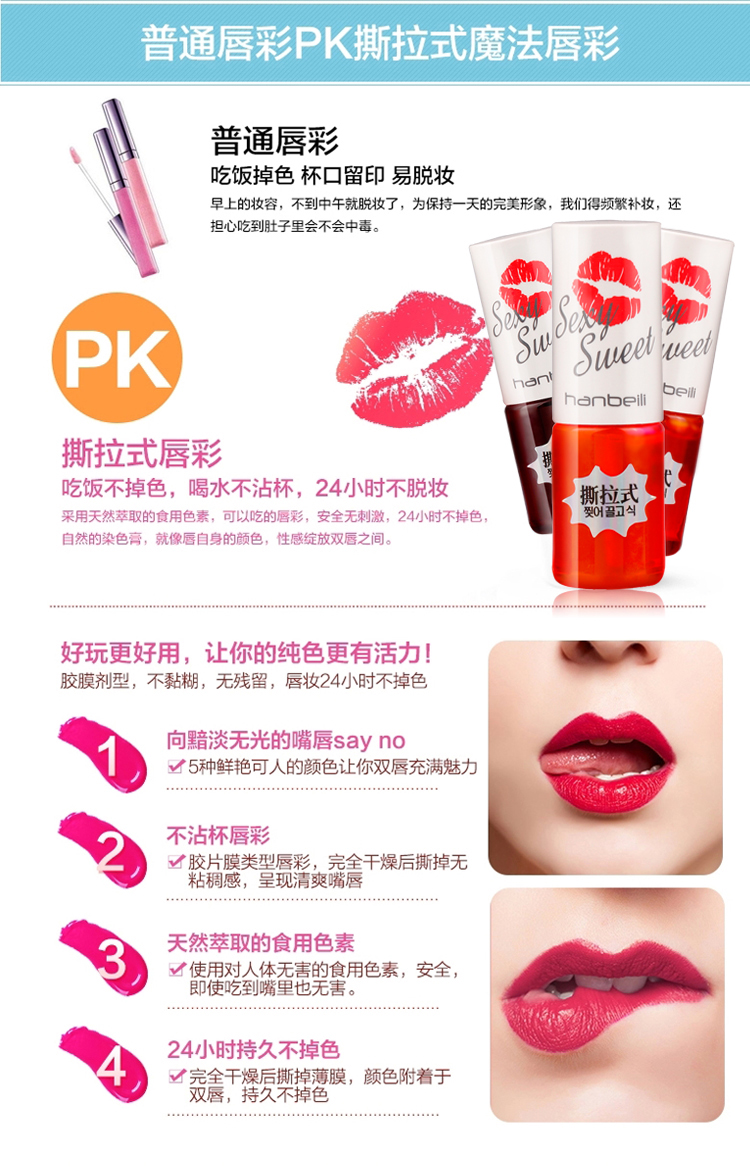 普通唇彩PK撕拉式魔法唇彩
普通唇彩
吃饭掉色 杯口留印 易脱妆
早上的妆容，不到中午就脱妆了，为保持一天的完美形象，我们得频繁补妆，还
担心吃到肚子里会不会中毒。
PK
Sexy
Sweet
hanbeili
撕拉式
찢어 끌고식
撕拉式唇彩
吃饭不掉色，喝水不沾杯，24小时不脱妆
采用天然萃取的食用色素，可以吃的唇彩，安全无刺激，24小时不掉色，
自然的染色膏，就像唇自身的颜色，性感绽放双唇之间。
好玩更好用，让你的纯色更有活力！
胶膜剂型，不黏糊，无残留，唇妆24小时不掉色
1
向黯淡无光的嘴唇say no
5种鲜艳可人的颜色让你双唇充满魅力
2
不沾杯唇彩
胶片膜类型唇彩，完全干燥后撕掉无
粘稠感，呈现清爽嘴唇
3
天然萃取的食用色素
使用对人体无害的食用色素，安全，
即使吃到嘴里也无害。
4
24小时持久不掉色
完全干燥后撕掉薄膜，颜色附着于
双唇，持久不掉色